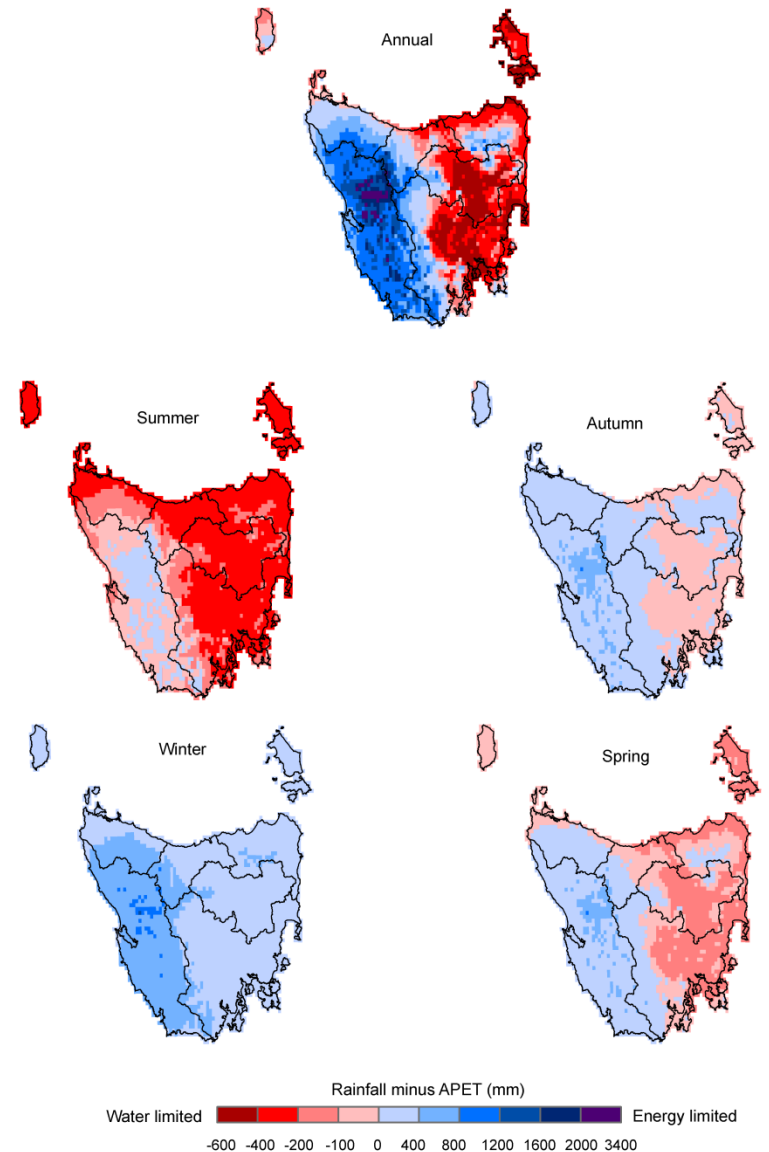 Annual
Summer
Autumn
Winter
Spring
Rainfall minus APET (mm)
Water limited Energy limited
-600 -400 -200 -100 0 400 800 1200 1600 2000 3400